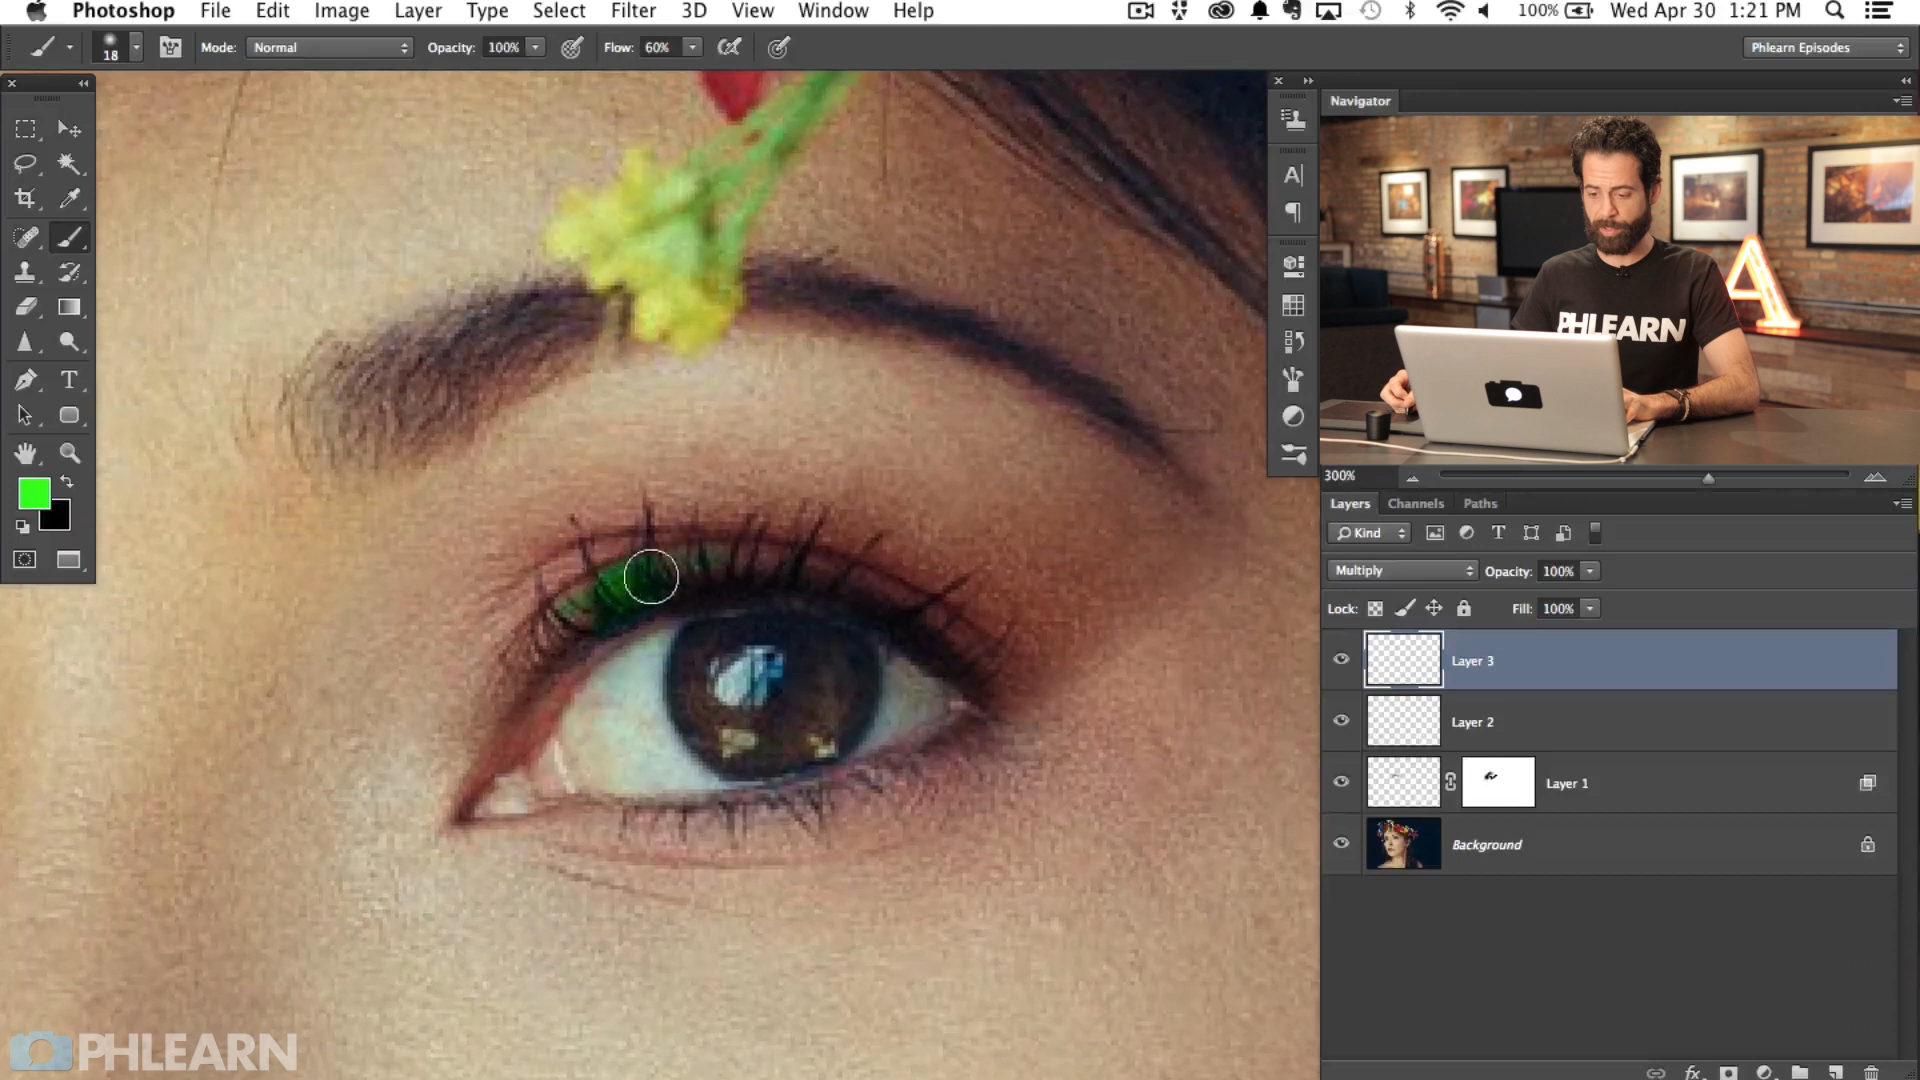 Photoshop File Edit Image Layer Type Select Filter 3D View Window Help 100% Wed Apr 30 1:21 PM
18 Mode: Normal Opacity: 100% Flow: 60% Phlearn Episodes
Navigator
PHLEARN
A
300%
Layers Channels Paths
Kind
Multiply Opacity: 100%
Lock: Fill: 100%
Layer 3
Layer 2
Layer 1
Background
PHLEARN